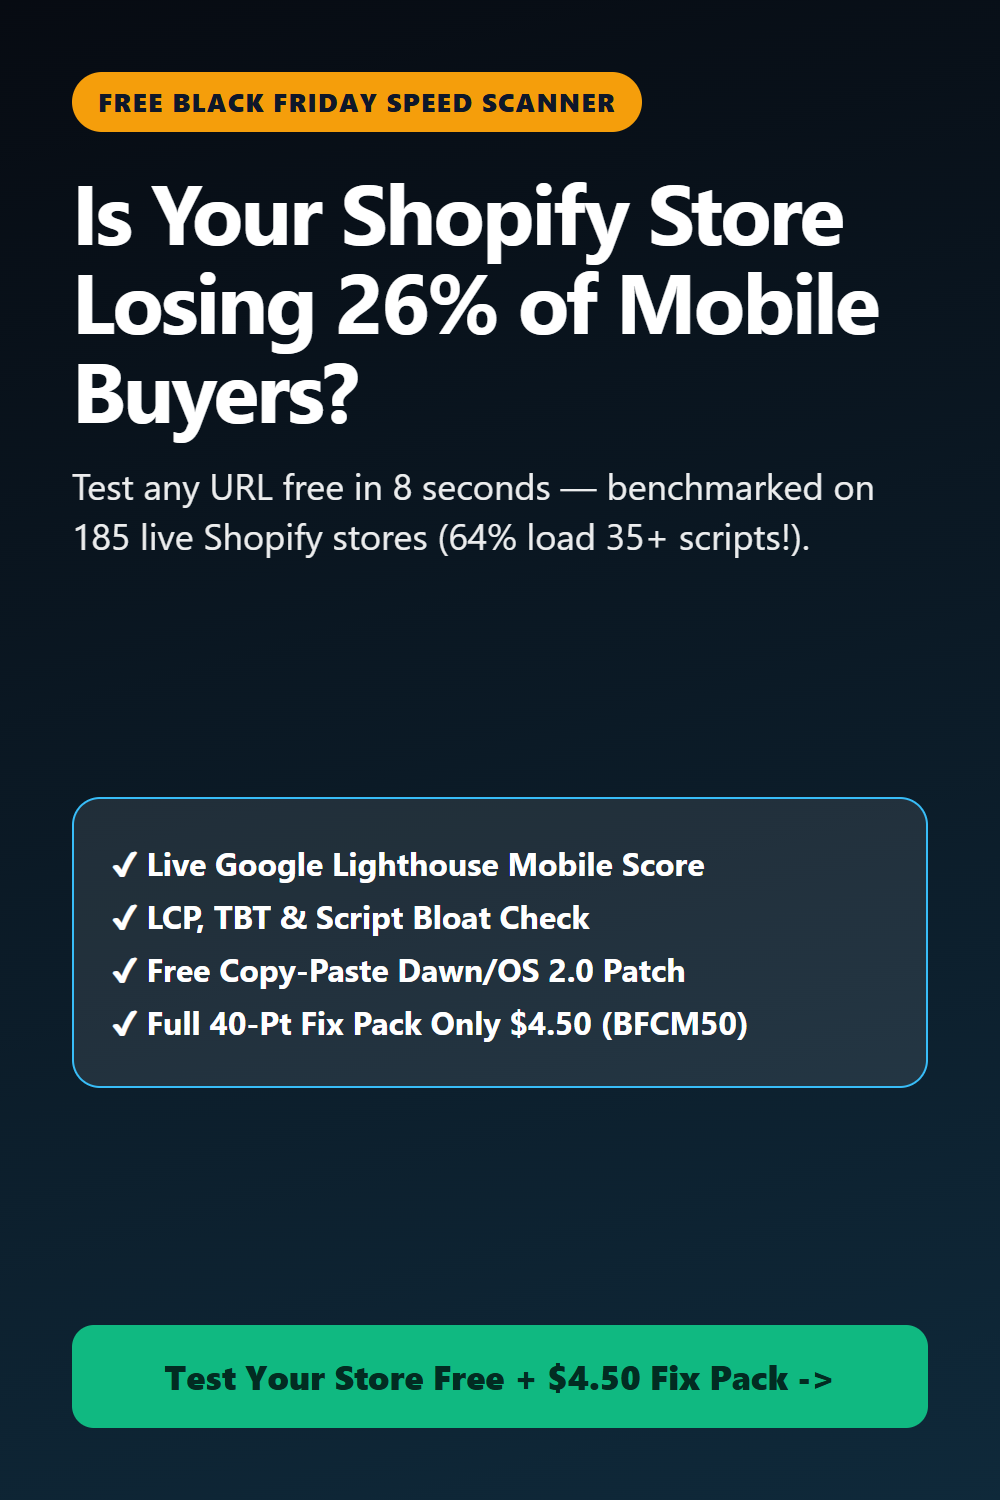 FREE BLACK FRIDAY SPEED SCANNER
Is Your Shopify Store
Losing 26% of Mobile
Buyers?
Test any URL free in 8 seconds — benchmarked on
185 live Shopify stores (64% load 35+ scripts!).
✓ Live Google Lighthouse Mobile Score
✓ LCP, TBT & Script Bloat Check
✓ Free Copy-Paste Dawn/OS 2.0 Patch
✓ Full 40-Pt Fix Pack Only $4.50 (BFCM50)
Test Your Store Free + $4.50 Fix Pack ->